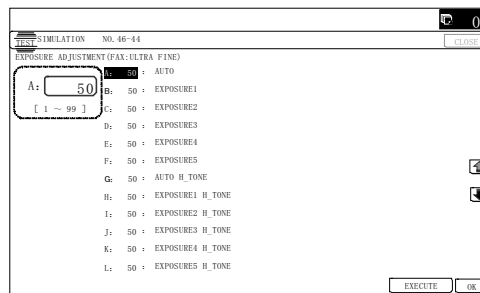 0
TEST SIMULATION NO. 46-44 CLOSE
EXPOSURE ADJUSTMENT(FAX:ULTRA FINE)
A: 50
[ 1 ~ 99 ]
A: 50 : AUTO
B: 50 : EXPOSURE1
C: 50 : EXPOSURE2
D: 50 : EXPOSURE3
E: 50 : EXPOSURE4
F: 50 : EXPOSURE5
G: 50 : AUTO H_TONE
H: 50 : EXPOSURE1 H_TONE
I: 50 : EXPOSURE2 H_TONE
J: 50 : EXPOSURE3 H_TONE
K: 50 : EXPOSURE4 H_TONE
L: 50 : EXPOSURE5 H_TONE
EXECUTE OK